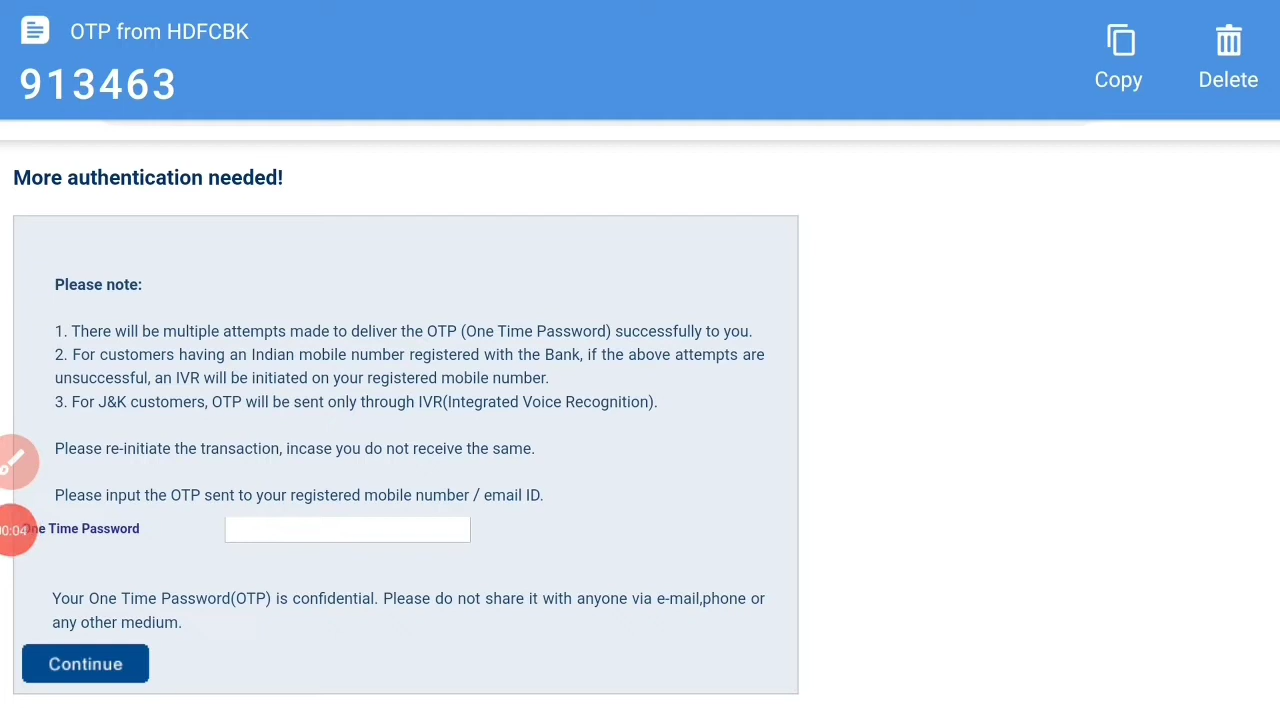 OTP from HDFCBK
913463
Copy
Delete
More authentication needed!
Please note:
1. There will be multiple attempts made to deliver the OTP (One Time Password) successfully to you.
2. For customers having an Indian mobile number registered with the Bank, if the above attempts are
unsuccessful, an IVR will be initiated on your registered mobile number.
3. For J&K customers, OTP will be sent only through IVR(Integrated Voice Recognition).
Please re-initiate the transaction, incase you do not receive the same.
Please input the OTP sent to your registered mobile number / email ID.
00:04
One Time Password
Your One Time Password(OTP) is confidential. Please do not share it with anyone via e-mail,phone or
any other medium.
Continue